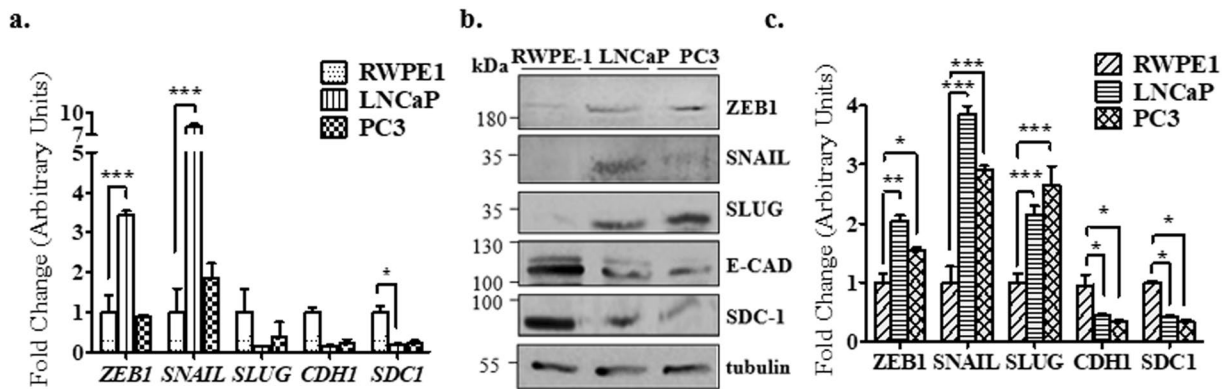 a.
Fold Change (Arbitrary Units)
10
7
4
3
2
1
0
***
***
*
RWPE1
LNCaP
PC3
ZEB1 SNAIL SLUG CDH1 SDC1
b.
RWPE-1 LNCaP PC3
kDa
180
ZEB1
35
SNAIL
35
SLUG
130
100
E-CAD
100
SDC-1
55
tubulin
c.
Fold Change (Arbitrary Units)
4
3
2
1
0
*
**
***
***
***
***
*
*
*
*
RWPE1
LNCaP
PC3
ZEB1 SNAIL SLUG CDH1 SDC1